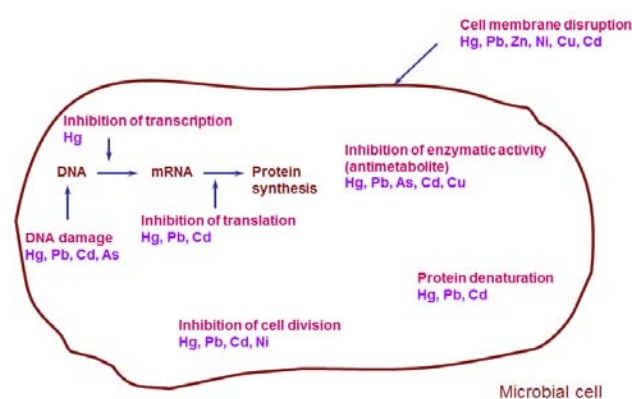 Cell membrane disruption
Hg, Pb, Zn, Ni, Cu, Cd
Inhibition of transcription
Hg
Inhibition of enzymatic activity
(antimetabolite)
Hg, Pb, As, Cd, Cu
DNA
mRNA
Protein
synthesis
Inhibition of translation
Hg, Pb, Cd
DNA damage
Hg, Pb, Cd, As
Protein denaturation
Hg, Pb, Cd
Inhibition of cell division
Hg, Pb, Cd, Ni
Microbial cell